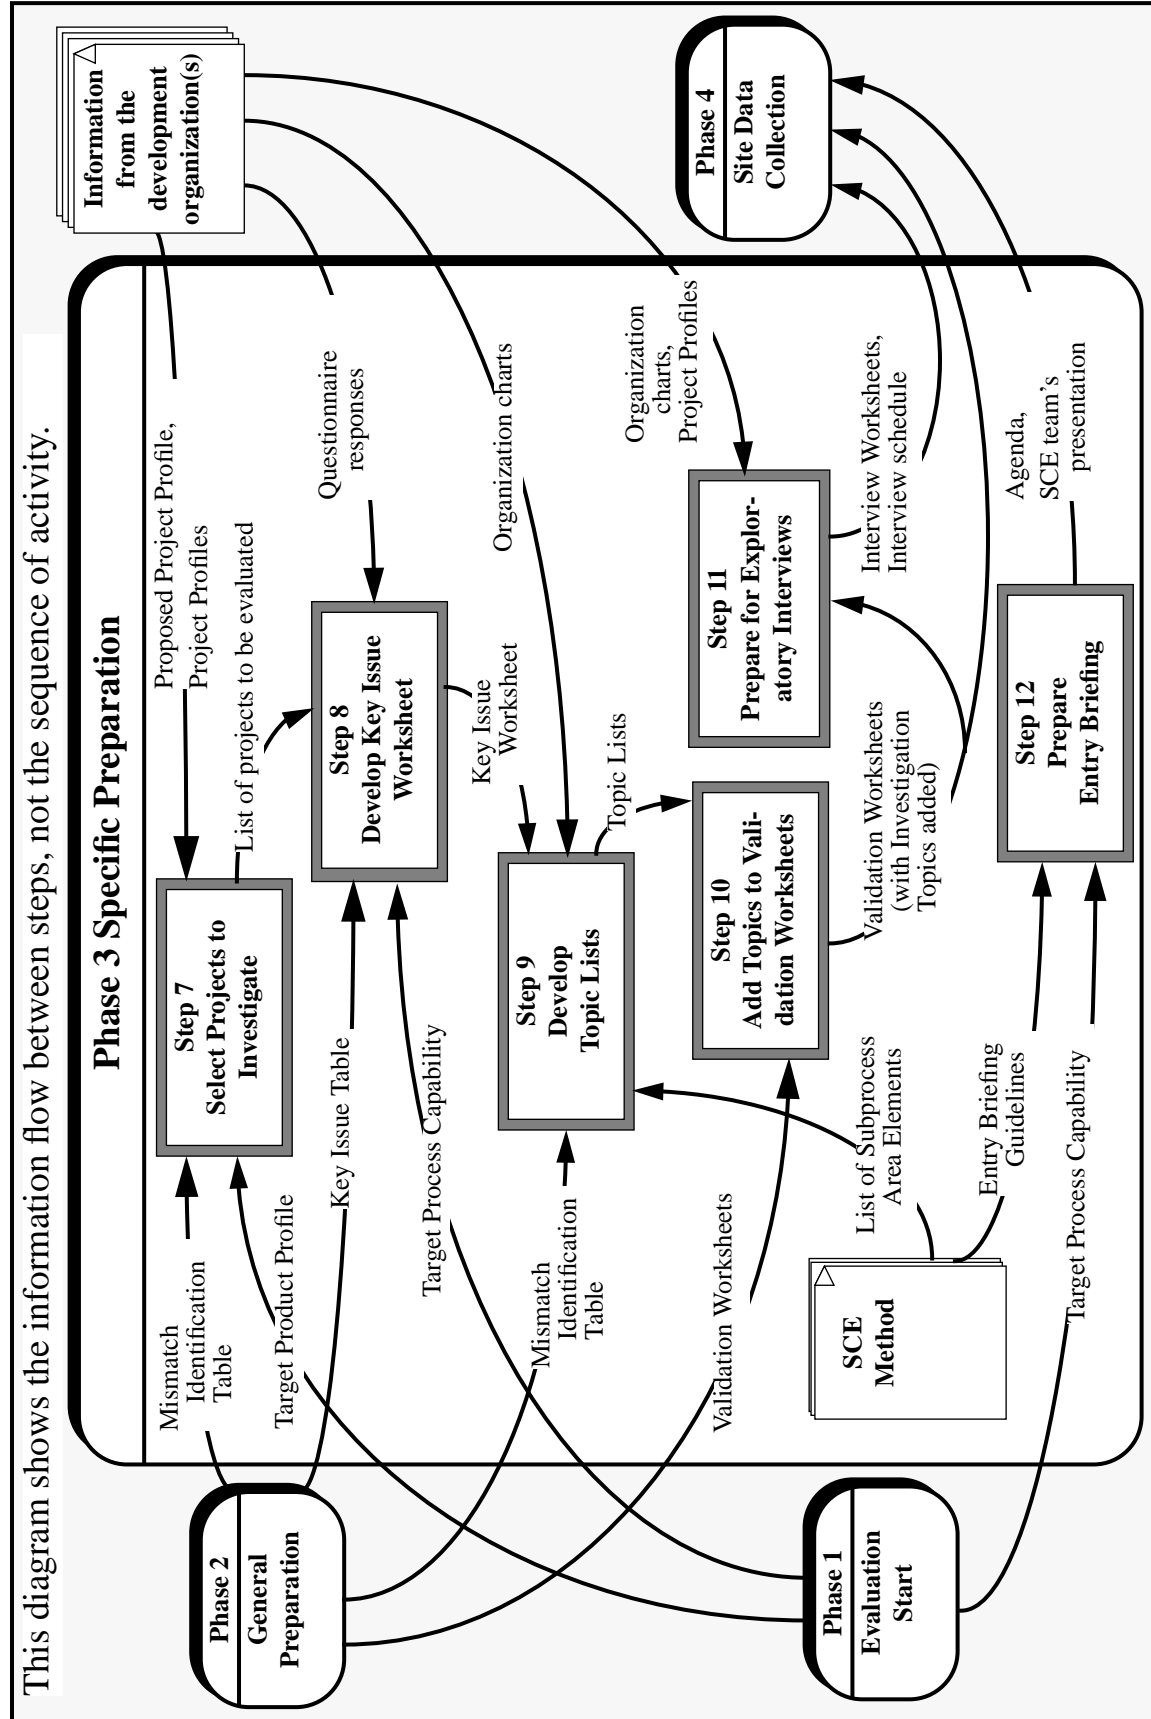 This diagram shows the information flow between steps, not the sequence of activity.
Phase 3 Specific Preparation
Phase 2
General
Preparation
Phase 1
Evaluation
Start
Information
from the
development
organization(s)
Phase 4
Site Data
Collection
Mismatch
Identification
Table
Target Product Profile
Step 7
Select Projects to
Investigate
Proposed Project Profile,
Project Profiles
List of projects to be evaluated
Key Issue Table
Target Process Capability
Step 8
Develop Key Issue
Worksheet
Questionnaire
responses
Key Issue
Worksheet
Mismatch
Identification
Table
Step 9
Develop
Topic Lists
Organization charts
Topic Lists
Validation Worksheets
Step 10
Add Topics to Vali-
dation Worksheets
Step 11
Prepare for Explor-
atory Interviews
Organization
charts,
Project Profiles
Interview Worksheets,
Interview schedule
Validation Worksheets
(with Investigation
Topics added)
SCE
Method
List of Subprocess
Area Elements
Entry Briefing
Guidelines
Target Process Capability
Step 12
Prepare
Entry Briefing
Agenda,
SCE team's
presentation